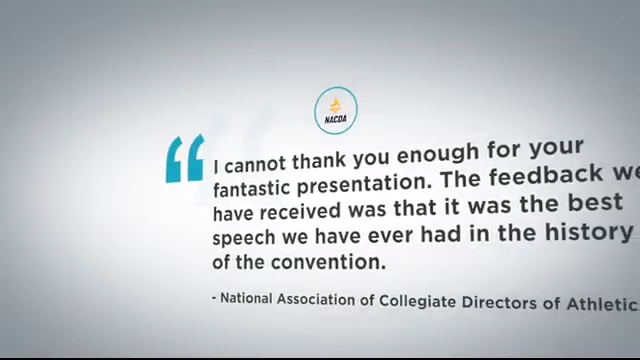 NACDA
“I cannot thank you enough for your
fantastic presentation. The feedback we
have received was that it was the best
speech we have ever had in the history
of the convention.
- National Association of Collegiate Directors of Athletic